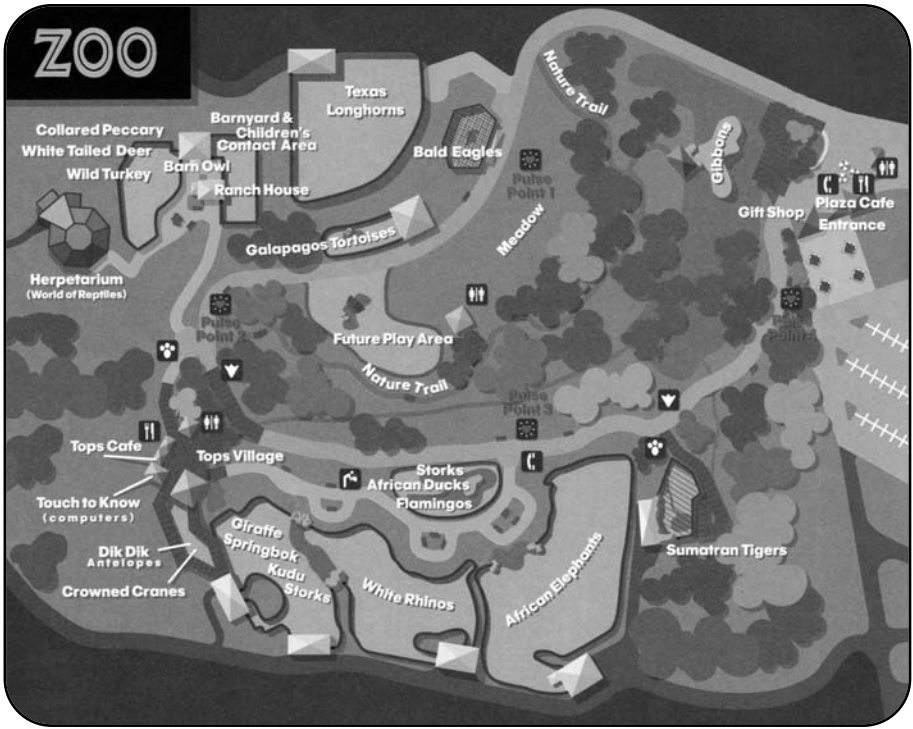 ZOO
Nature Trail
Texas
Longhorns
Barnyard &
Children's
Contact Area
Collared Peccary
White Tailed Deer
Wild Turkey
Barn Owl
Ranch House
Bald Eagles
Pulse
Point 1
Gibbons
Gift Shop
Plaza Cafe
Entrance
Meadow
Galapagos Tortoises
Herpetarium
(World of Reptiles)
Pulse
Point 2
Future Play Area
Nature Trail
Pulse
Point 3
Tops Cafe
Tops Village
Touch to Know
(computers)
Storks
African Ducks
Flamingos
Giraffe
Springbok
Kudu
Storks
White Rhinos
African Elephants
Sumatran Tigers
Dik Dik
Antelopes
Crowned Cranes